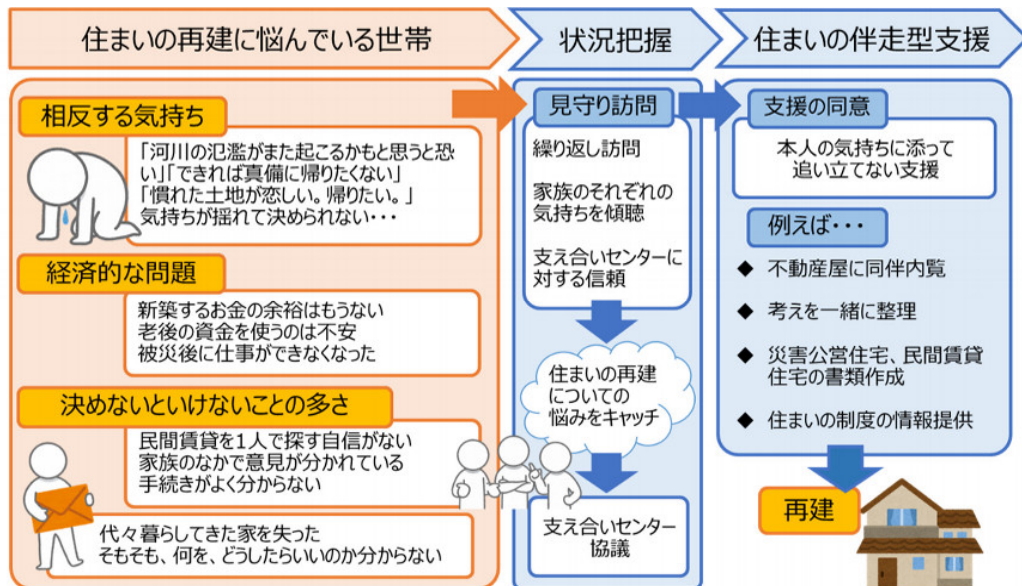 住まいの再建に悩んでいる世帯
相反する気持ち
「河川の氾濫がまた起こるかもと思うと恐
い」「できれば真備に帰りたくない」
「慣れた土地が恋しい。帰りたい。」
気持ちが揺れて決められない・・・
経済的な問題
新築するお金の余裕はもうない
老後の資金を使うのは不安
被災後に仕事ができなくなった
決めないといけないことの多さ
民間賃貸を1人で探す自信がない
家族のなかで意見が分かれている
手続きがよく分からない
代々暮らしてきた家を失った
そもそも、何を、どうしたらいいのか分からない
状況把握
見守り訪問
繰り返し訪問
家族のそれぞれの
気持ちを傾聴
支え合いセンターに
対する信頼
住まいの再建
についての
悩みをキャッチ
支え合いセンター
協議
住まいの伴走型支援
支援の同意
本人の気持ちに添って
追い立てない支援
例えば・・・
◆ 不動産屋に同伴内覧
◆ 考えを一緒に整理
◆ 災害公営住宅、民間賃貸
住宅の書類作成
◆ 住まいの制度の情報提供
再建